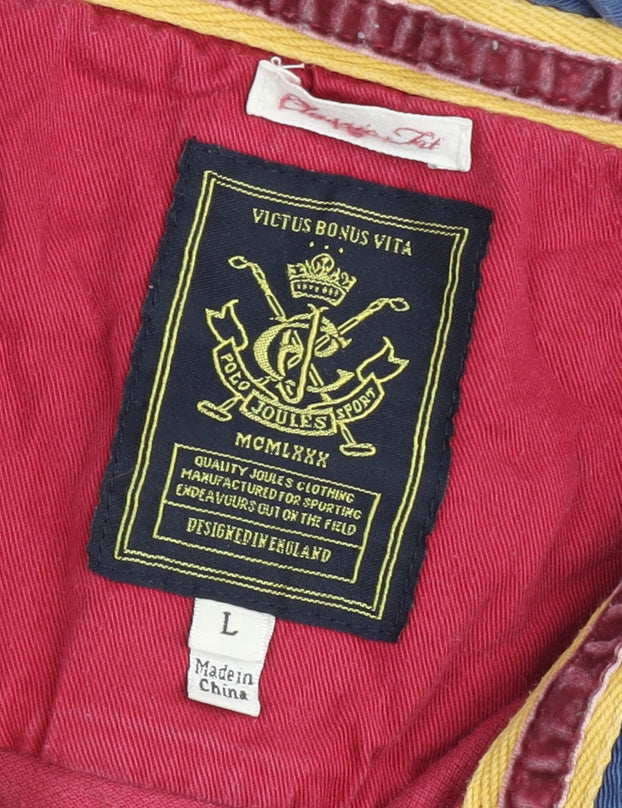 Classic Fit
VICTUS BONUS VITA
POLO JOULES SPORT
MCMLXXX
QUALITY JOULES CLOTHING
MANUFACTURED FOR SPORTING
ENDEAVOURS OUT ON THE FIELD
DESIGNED IN ENGLAND
L
Made in
China